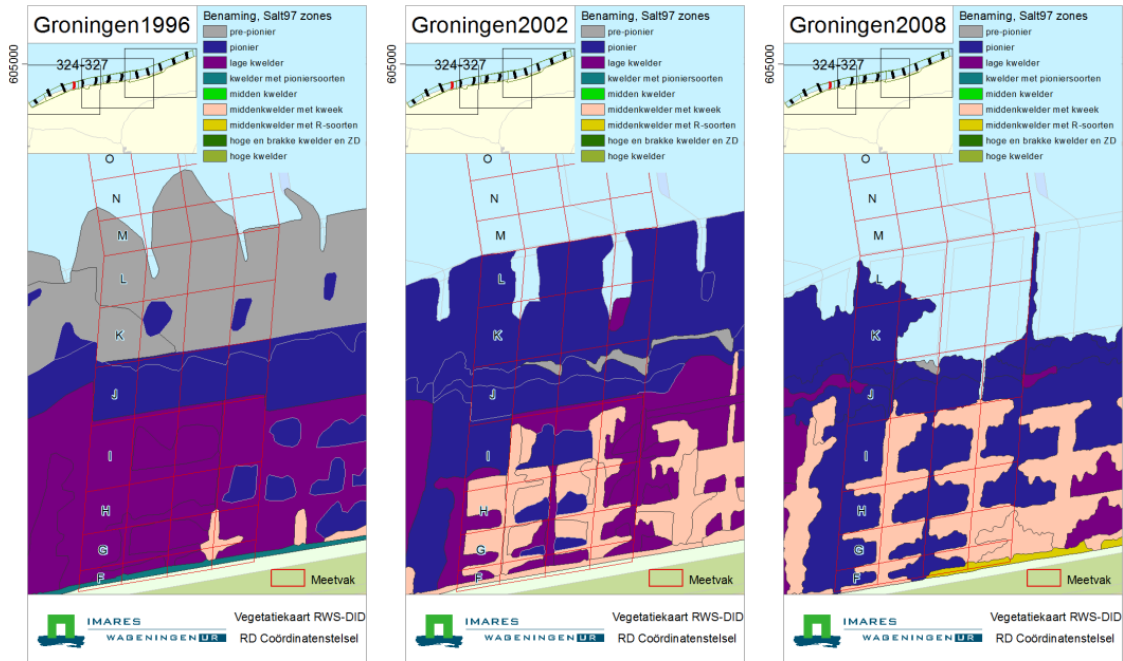 Groningen1996
Benaming, Salt97 zones
pre-pionier
pionier
lage kwelder
kwelder met pioniersoorten
midden kwelder
middenkwelder met kweek
middenkwelder met R-soorten
hoge en brakke kwelder en ZD
hoge kwelder
605000
324-327
O
N
M
L
K
J
I
H
G
F
Meetvak
IMARES
WAGENINGEN UR
Vegetatiekaart RWS-DID
RD Coördinatenstelsel
Groningen2002
Benaming, Salt97 zones
pre-pionier
pionier
lage kwelder
kwelder met pioniersoorten
midden kwelder
middenkwelder met kweek
middenkwelder met R-soorten
hoge en brakke kwelder en ZD
hoge kwelder
605000
324-327
O
N
M
L
K
J
I
H
G
F
Meetvak
IMARES
WAGENINGEN UR
Vegetatiekaart RWS-DID
RD Coördinatenstelsel
Groningen2008
Benaming, Salt97 zones
pre-pionier
pionier
lage kwelder
kwelder met pioniersoorten
midden kwelder
middenkwelder met kweek
middenkwelder met R-soorten
hoge en brakke kwelder en ZD
hoge kwelder
605000
324-327
O
N
M
L
K
J
I
H
G
F
Meetvak
IMARES
WAGENINGEN UR
Vegetatiekaart RWS-DID
RD Coördinatenstelsel